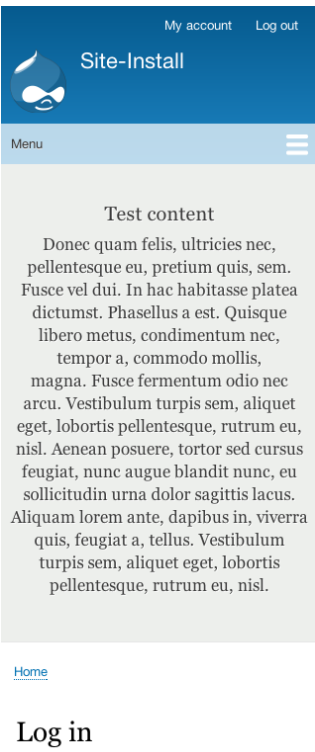 My account Log out
Site-Install
Menu
Test content
Donec quam felis, ultricies nec,
pellentesque eu, pretium quis, sem.
Fusce vel dui. In hac habitasse platea
dictumst. Phasellus a est. Quisque
libero metus, condimentum nec,
tempor a, commodo mollis,
magna. Fusce fermentum odio nec
arcu. Vestibulum turpis sem, aliquet
eget, lobortis pellentesque, rutrum eu,
nisl. Aenean posuere, tortor sed cursus
feugiat, nunc augue blandit nunc, eu
sollicitudin urna dolor sagittis lacus.
Aliquam lorem ante, dapibus in, viverra
quis, feugiat a, tellus. Vestibulum
turpis sem, aliquet eget, lobortis
pellentesque, rutrum eu, nisl.
Home
Log in